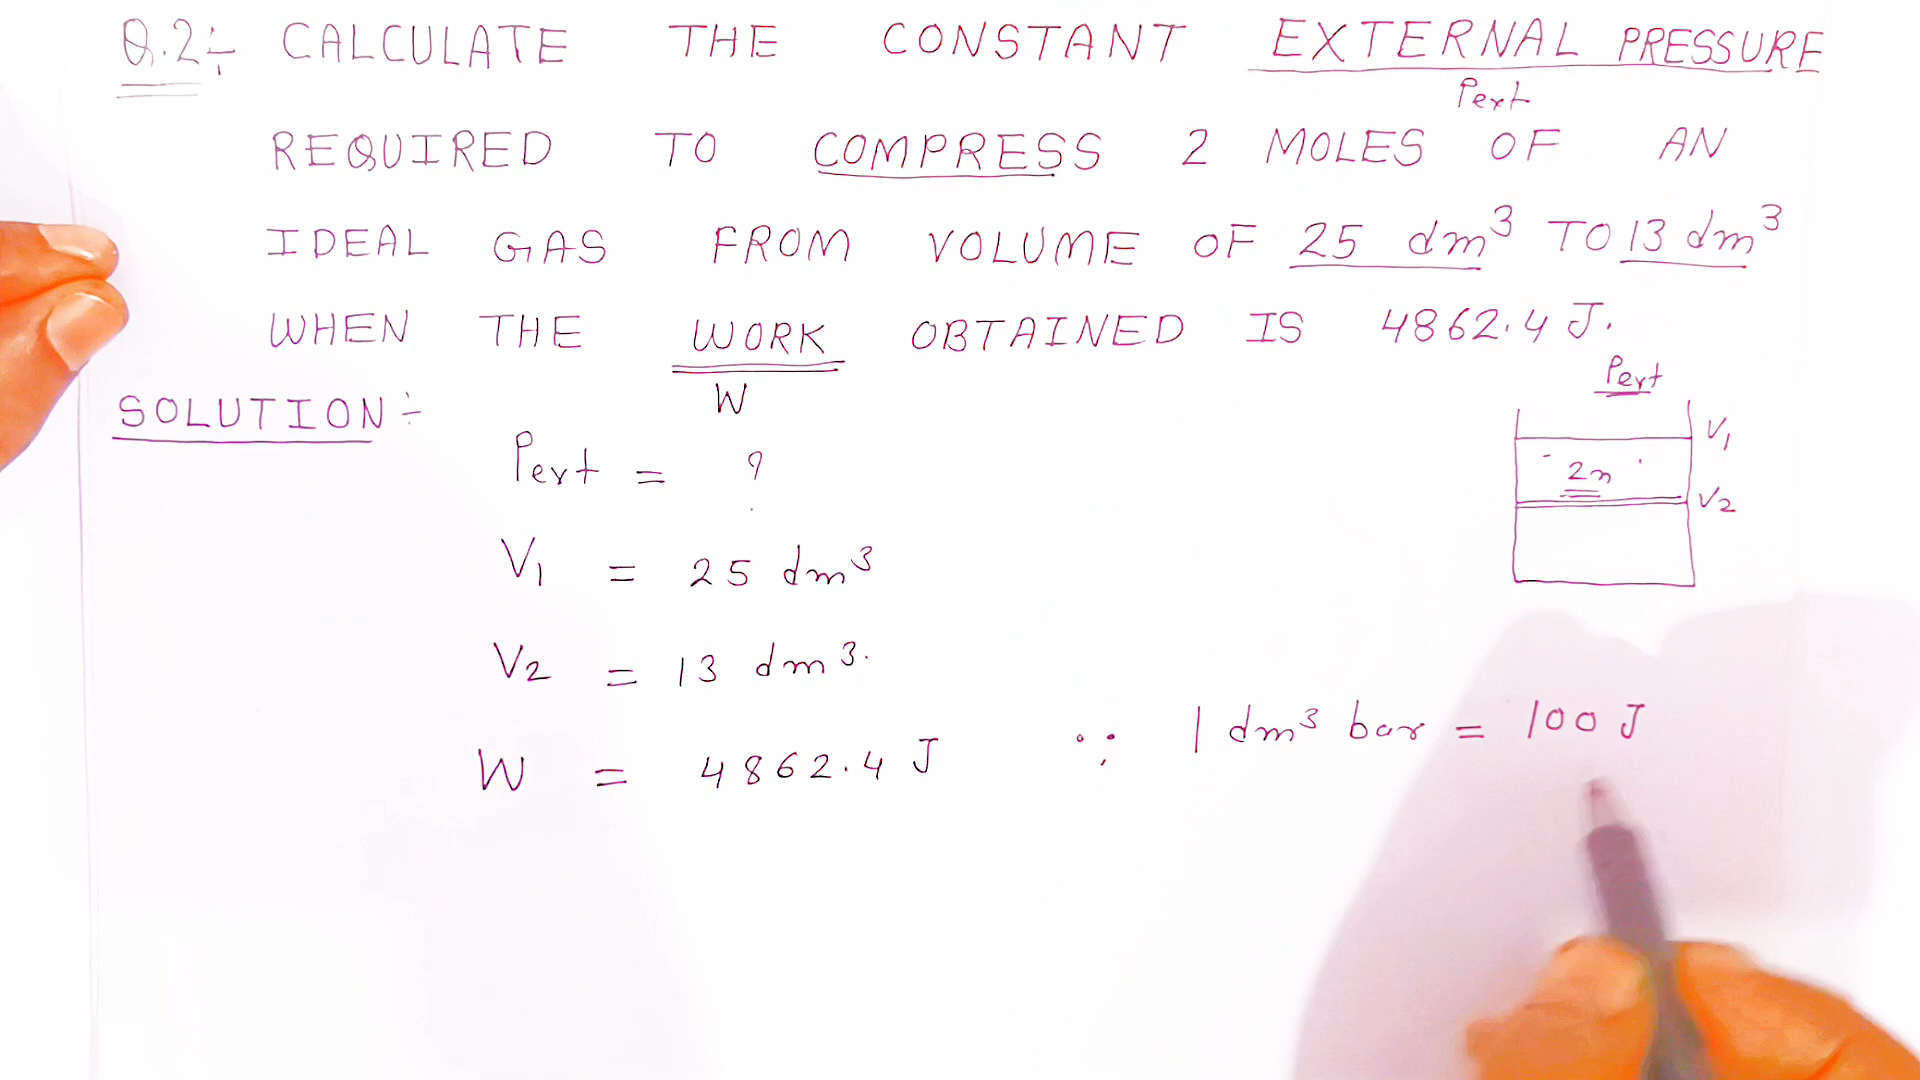 Q.2:- CALCULATE THE CONSTANT EXTERNAL PRESSURE
Pext
REQUIRED TO COMPRESS 2 MOLES OF AN
IDEAL GAS FROM VOLUME OF 25 dm³ TO 13 dm³
WHEN THE WORK OBTAINED IS 4862.4 J.
W
SOLUTION:-
Pext
V₁
2n
V₂
Pext = ?
V₁ = 25 dm³
V₂ = 13 dm³.
W = 4862.4 J ∵ 1 dm³ bar = 100 J